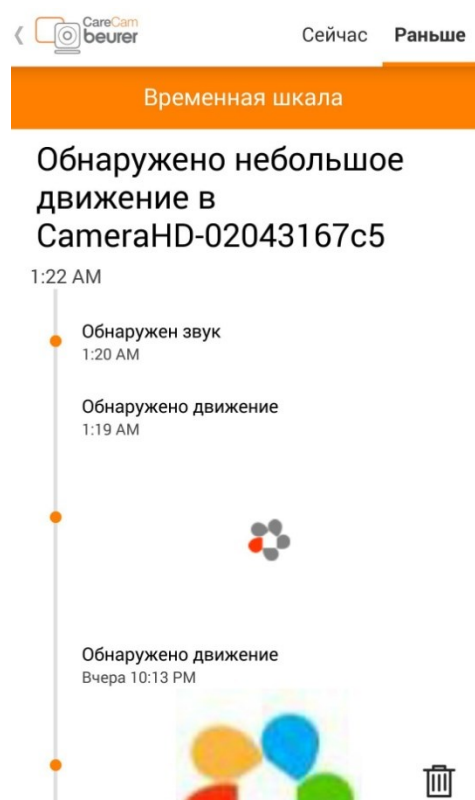 CareCam
beurer
Сейчас
Раньше
Временная шкала
Обнаружено небольшое
движение в
CameraHD-02043167c5
1:22 AM
Обнаружен звук
1:20 AM
Обнаружено движение
1:19 AM
Обнаружено движение
Вчера 10:13 PM